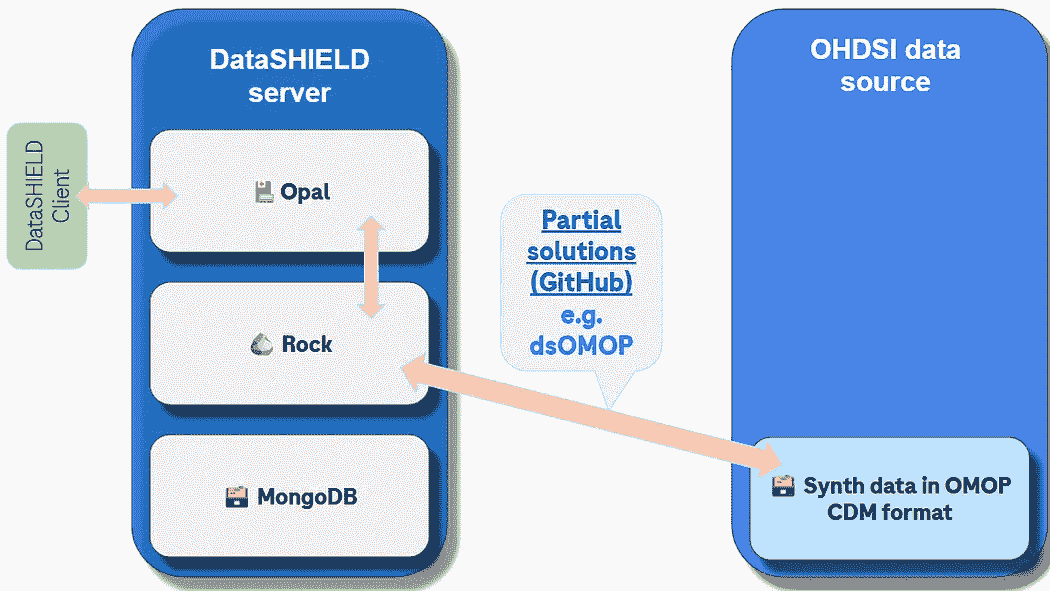 DataSHIELD
server
OHDSI data
source
DataSHIELD
Client
Opal
Partial
solutions
(GitHub)
e.g.
dsOMOP
Rock
MongoDB
Synth data in OMOP
CDM format